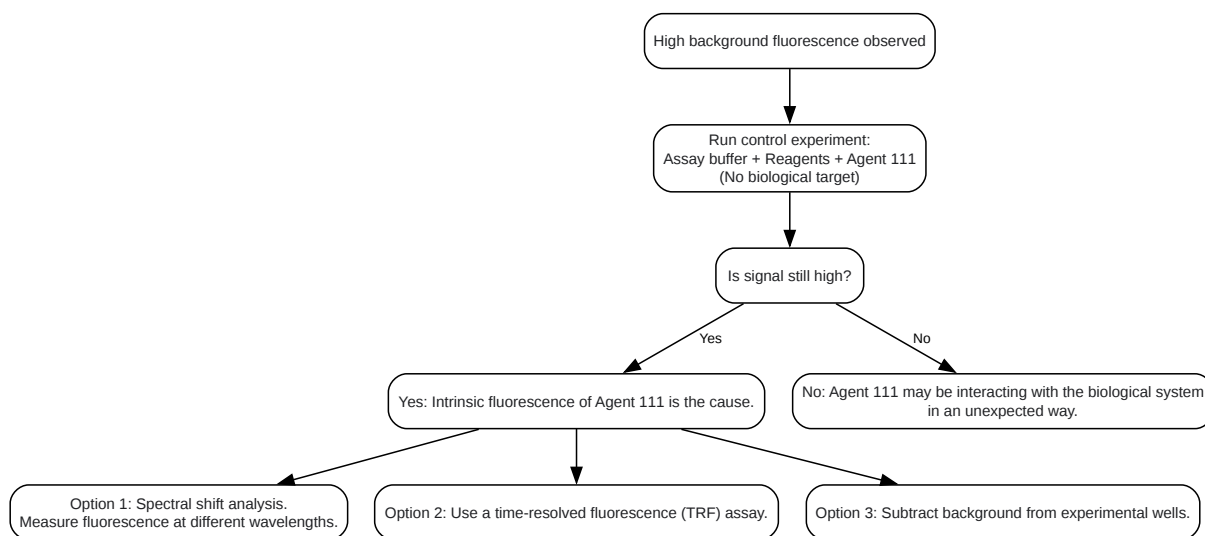 High background fluorescence observed
Run control experiment:
Assay buffer + Reagents + Agent 111
(No biological target)
Is signal still high?
Yes
No
Yes: Intrinsic fluorescence of Agent 111 is the cause.
No: Agent 111 may be interacting with the biological system
in an unexpected way.
Option 1: Spectral shift analysis.
Measure fluorescence at different wavelengths.
Option 2: Use a time-resolved fluorescence (TRF) assay.
Option 3: Subtract background from experimental wells.